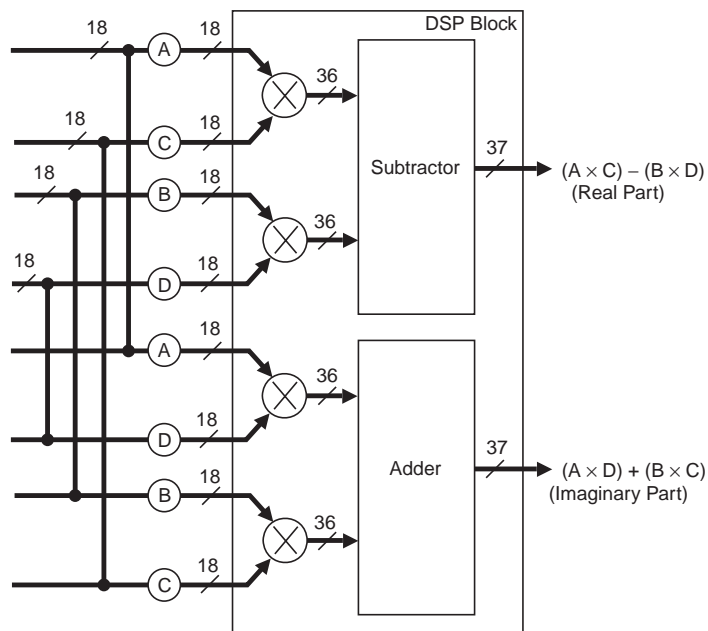 DSP Block
18
A
18
36
18
C
18
Subtractor
37
(A × C) – (B × D)
(Real Part)
18
B
18
36
18
D
18
18
A
18
36
D
18
Adder
37
(A × D) + (B × C)
(Imaginary Part)
B
18
36
C
18